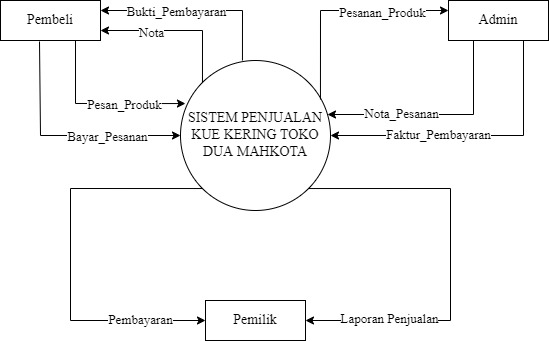 Pembeli
Bukti_Pembayaran
Nota
Pesanan_Produk
Admin
Pesan_Produk
Bayar_Pesanan
SISTEM PENJUALAN
KUE KERING TOKO
DUA MAHKOTA
Nota_Pesanan
Faktur_Pembayaran
Pembayaran
Pemilik
Laporan Penjualan